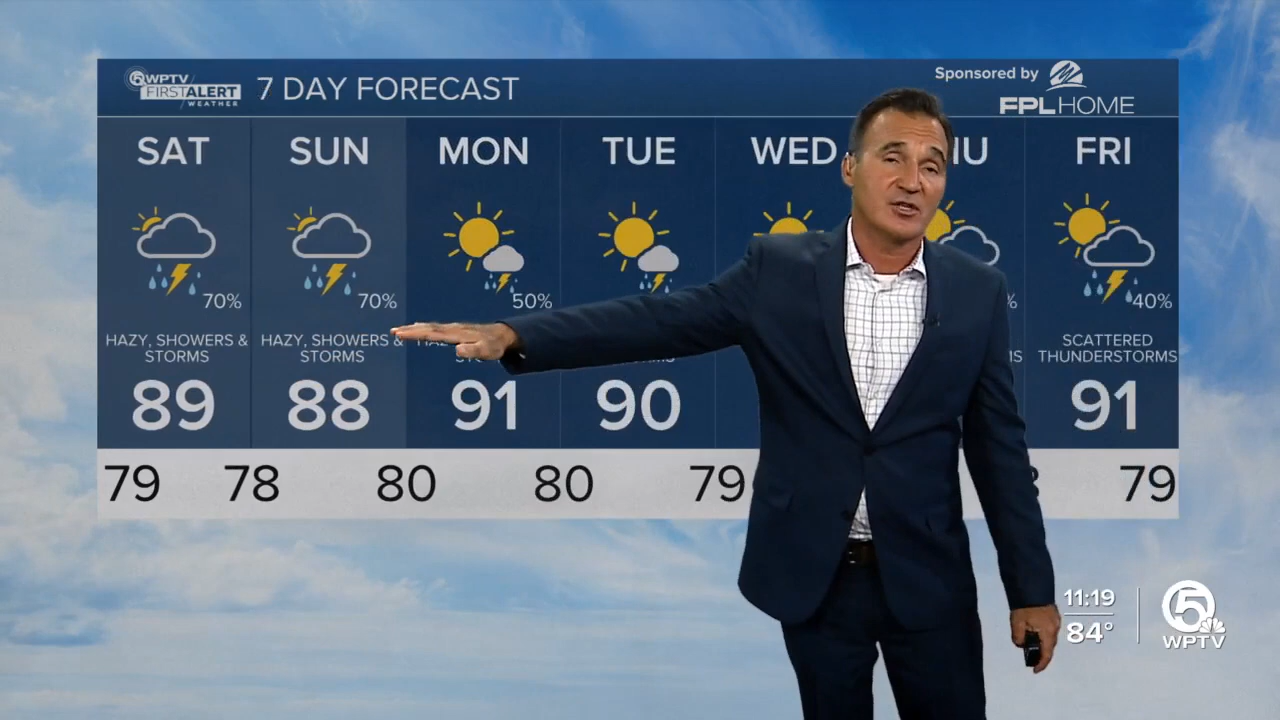 5 WPTV
FIRST ALERT
WEATHER
7 DAY FORECAST
Sponsored by
FPL HOME
SAT SUN MON TUE WED FRI
70% 70% 50% 40%
HAZY, SHOWERS &
STORMS
HAZY, SHOWERS &
STORMS
SCATTERED
THUNDERSTORMS
89 88 91 90 91
79 78 80 80 79 79
11:19
84°
5
WPTV